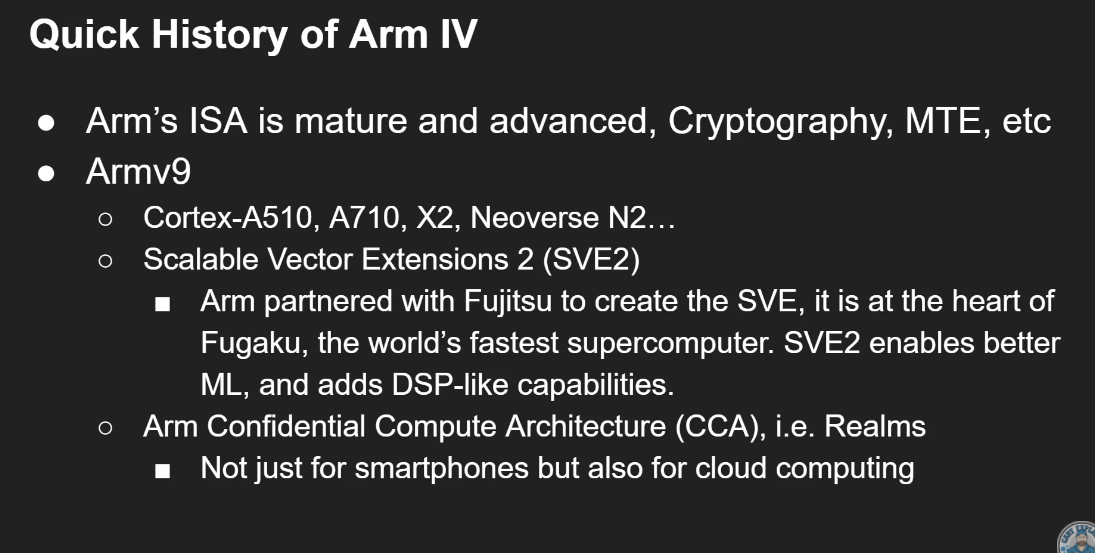 Quick History of Arm IV
● Arm’s ISA is mature and advanced, Cryptography, MTE, etc
● Armv9
○ Cortex-A510, A710, X2, Neoverse N2…
○ Scalable Vector Extensions 2 (SVE2)
■ Arm partnered with Fujitsu to create the SVE, it is at the heart of
Fugaku, the world’s fastest supercomputer. SVE2 enables better
ML, and adds DSP-like capabilities.
○ Arm Confidential Compute Architecture (CCA), i.e. Realms
■ Not just for smartphones but also for cloud computing